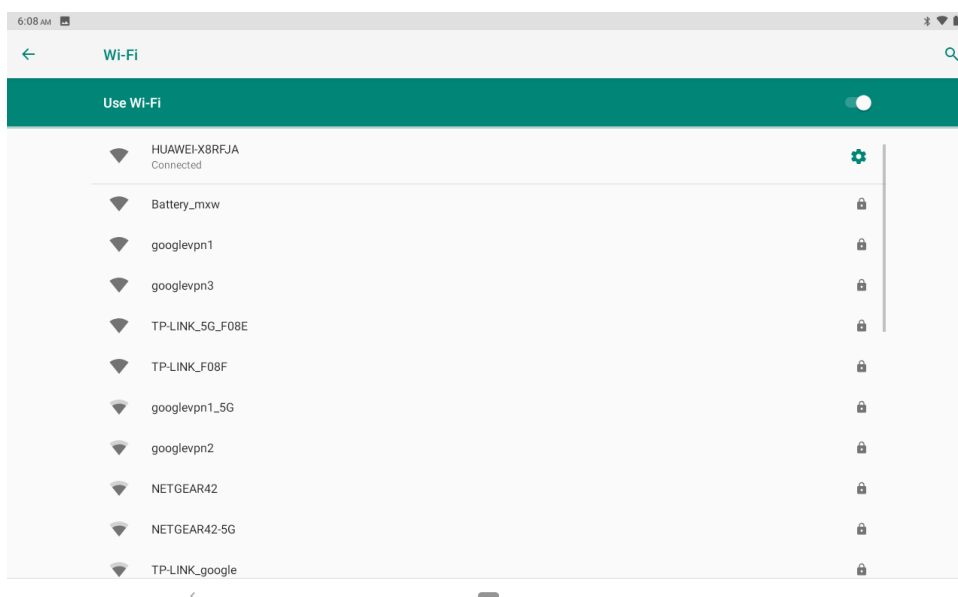 6:08 AM
Wi-Fi
Use Wi-Fi
HUAWEI-X8RFJA
Connected
Battery_mxw
googlevpn1
googlevpn3
TP-LINK_5G_F08E
TP-LINK_F08F
googlevpn1_5G
googlevpn2
NETGEAR42
NETGEAR42-5G
TP-LINK_google